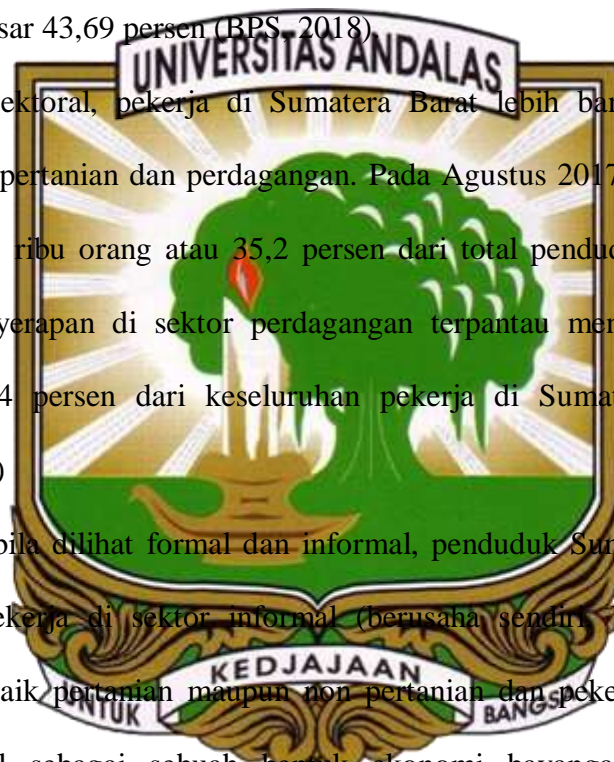 sar 43,69 persen (BPS, 2018).
UNIVERSITAS ANDALAS
ektoral, pekerja di Sumatera Barat lebih ban
pertanian dan perdagangan. Pada Agustus 2017
ribu orang atau 35,2 persen dari total pendud
yerapan di sektor perdagangan terpantau men
4 persen dari keseluruhan pekerja di Sumat
)
bila dilihat formal dan informal, penduduk Sum
ekerja di sektor informal (berusaha sendiri
KEDJAJAAN
UNTUK BANGSA
aik pertanian maupun non pertanian dan peke
sebagai sebuah bentuk ekonomi bayanga